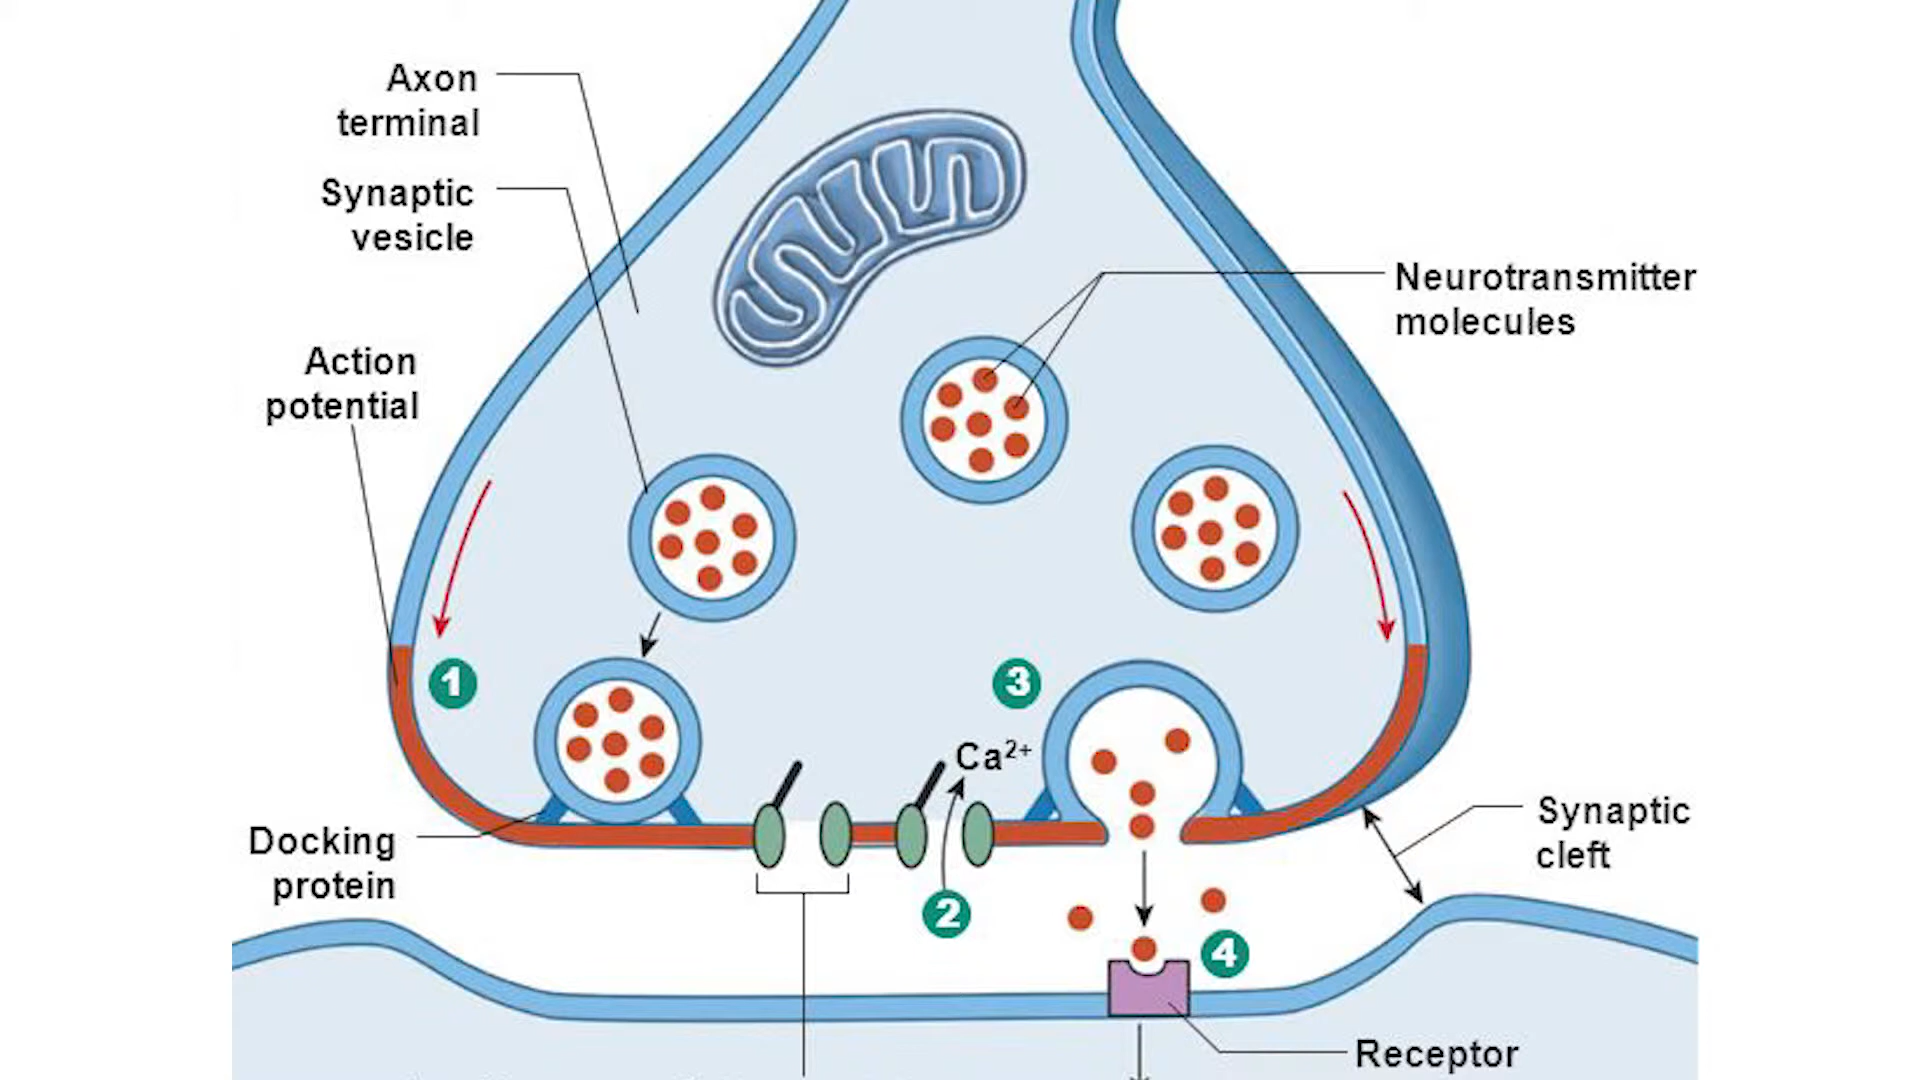 Axon
terminal
Synaptic
vesicle
Neurotransmitter
molecules
Action
potential
1
3
Ca²⁺
Docking
protein
Synaptic
cleft
2
4
Receptor